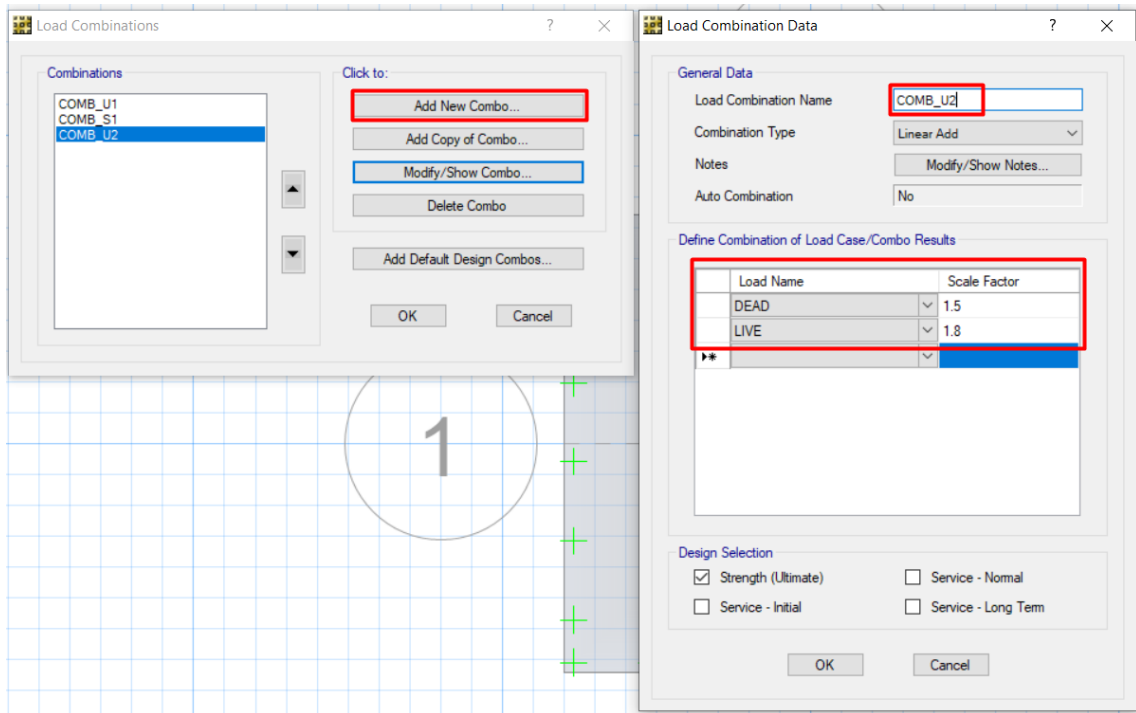 Load Combinations
?
Combinations
COMB_U1
COMB_S1
COMB_U2
Click to:
Add New Combo...
Add Copy of Combo...
Modify/Show Combo...
Delete Combo
Add Default Design Combos...
OK Cancel
1
Load Combination Data
?
General Data
Load Combination Name COMB_U2
Combination Type Linear Add
Notes Modify/Show Notes...
Auto Combination No
Define Combination of Load Case/Combo Results
Load Name Scale Factor
DEAD 1.5
LIVE 1.8
Design Selection
Strength (Ultimate) Service - Normal
Service - Initial Service - Long Term
OK Cancel